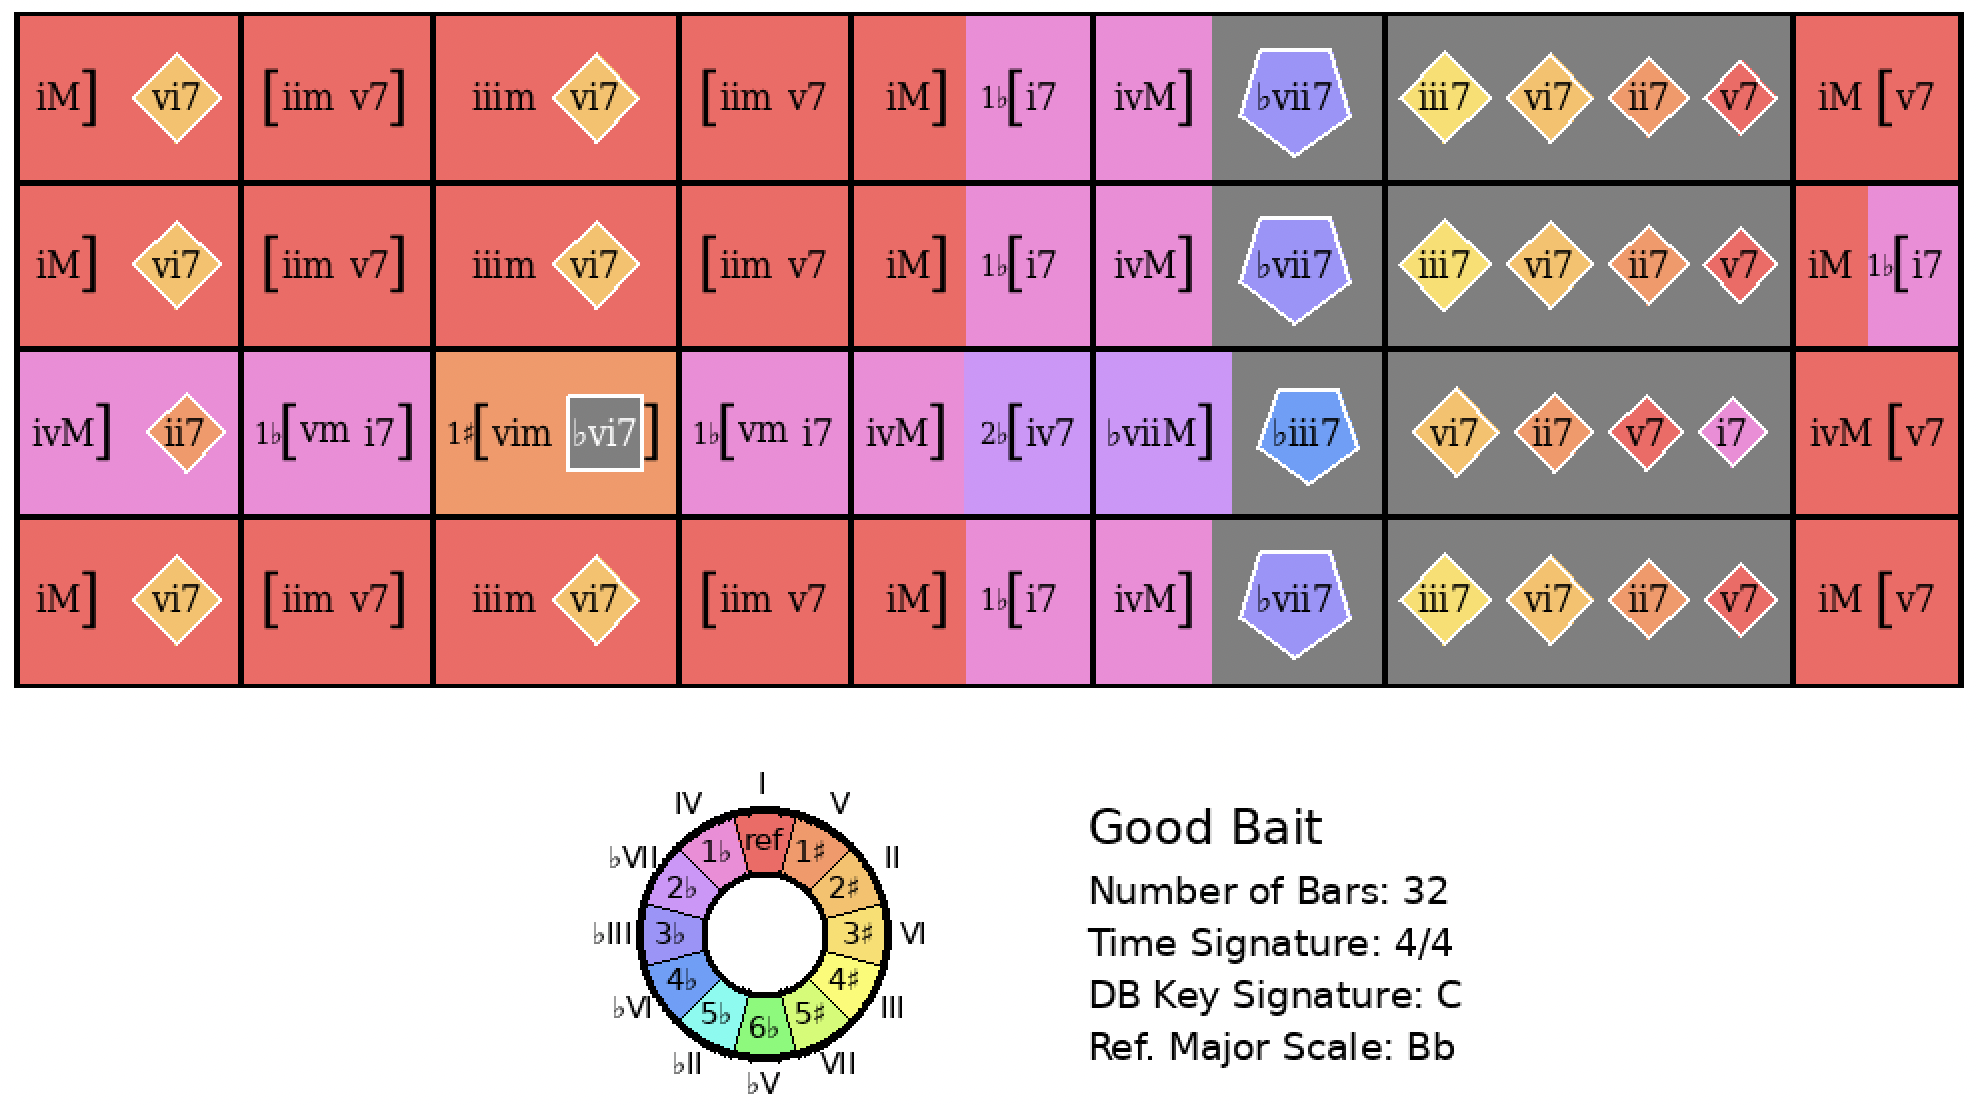 iM] vi7 [iim v7] iiim vi7 [iim v7 iM] 1♭[i7 ivM] ♭vii7 iii7 vi7 ii7 v7 iM [v7
iM] vi7 [iim v7] iiim vi7 [iim v7 iM] 1♭[i7 ivM] ♭vii7 iii7 vi7 ii7 v7 iM 1♭[i7
ivM] ii7 1♭[vm i7] 1♯[vim ♭vi7] 1♭[vm i7 ivM] 2♭[iv7 ♭viiM] ♭iii7 vi7 ii7 v7 i7 ivM [v7
iM] vi7 [iim v7] iiim vi7 [iim v7 iM] 1♭[i7 ivM] ♭vii7 iii7 vi7 ii7 v7 iM [v7
I
IV V
ref
1♭ 1♯
♭VII II
2♭ 2♯
♭III 3♭ 3♯ VI
4♭ 4♯
♭VI III
5♭ 5♯
6♭
♭II VII
♭V
Good Bait
Number of Bars: 32
Time Signature: 4/4
DB Key Signature: C
Ref. Major Scale: Bb